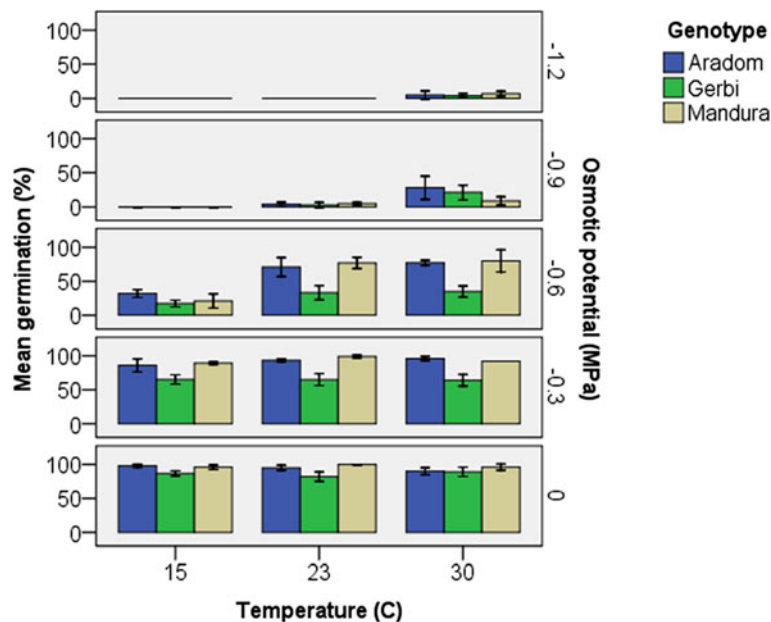 Genotype
Aradom
Gerbi
Mandura
Mean germination (%)
100
50
0
-1.2
100
50
0
-0.9
100
50
0
-0.6
100
50
0
-0.3
100
50
0
0
Osmotic potential (MPa)
15 23 30
Temperature (C)